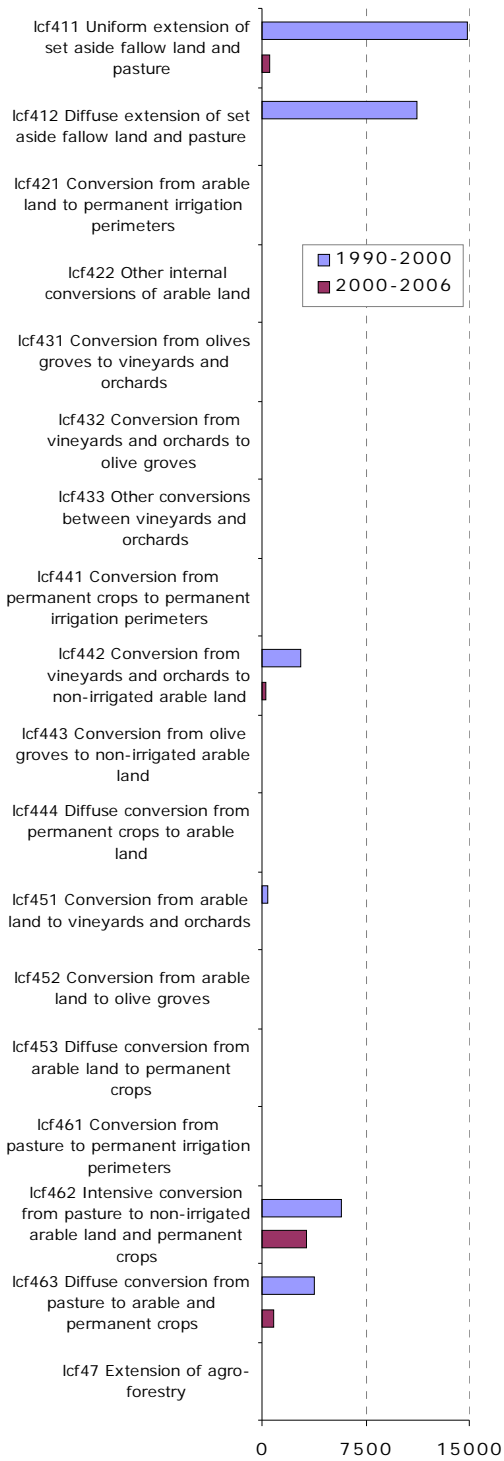 lcf411 Uniform extension of
set aside fallow land and
pasture
lcf412 Diffuse extension of set
aside fallow land and pasture
lcf421 Conversion from arable
land to permanent irrigation
perimeters
lcf422 Other internal
conversions of arable land
1990-2000
2000-2006
lcf431 Conversion from olives
groves to vineyards and
orchards
lcf432 Conversion from
vineyards and orchards to
olive groves
lcf433 Other conversions
between vineyards and
orchards
lcf441 Conversion from
permanent crops to permanent
irrigation perimeters
lcf442 Conversion from
vineyards and orchards to
non-irrigated arable land
lcf443 Conversion from olive
groves to non-irrigated arable
land
lcf444 Diffuse conversion from
permanent crops to arable
land
lcf451 Conversion from arable
land to vineyards and orchards
lcf452 Conversion from arable
land to olive groves
lcf453 Diffuse conversion from
arable land to permanent
crops
lcf461 Conversion from
pasture to permanent irrigation
perimeters
lcf462 Intensive conversion
from pasture to non-irrigated
arable land and permanent
crops
lcf463 Diffuse conversion from
pasture to arable and
permanent crops
lcf47 Extension of agro-
forestry
0 7500 15000